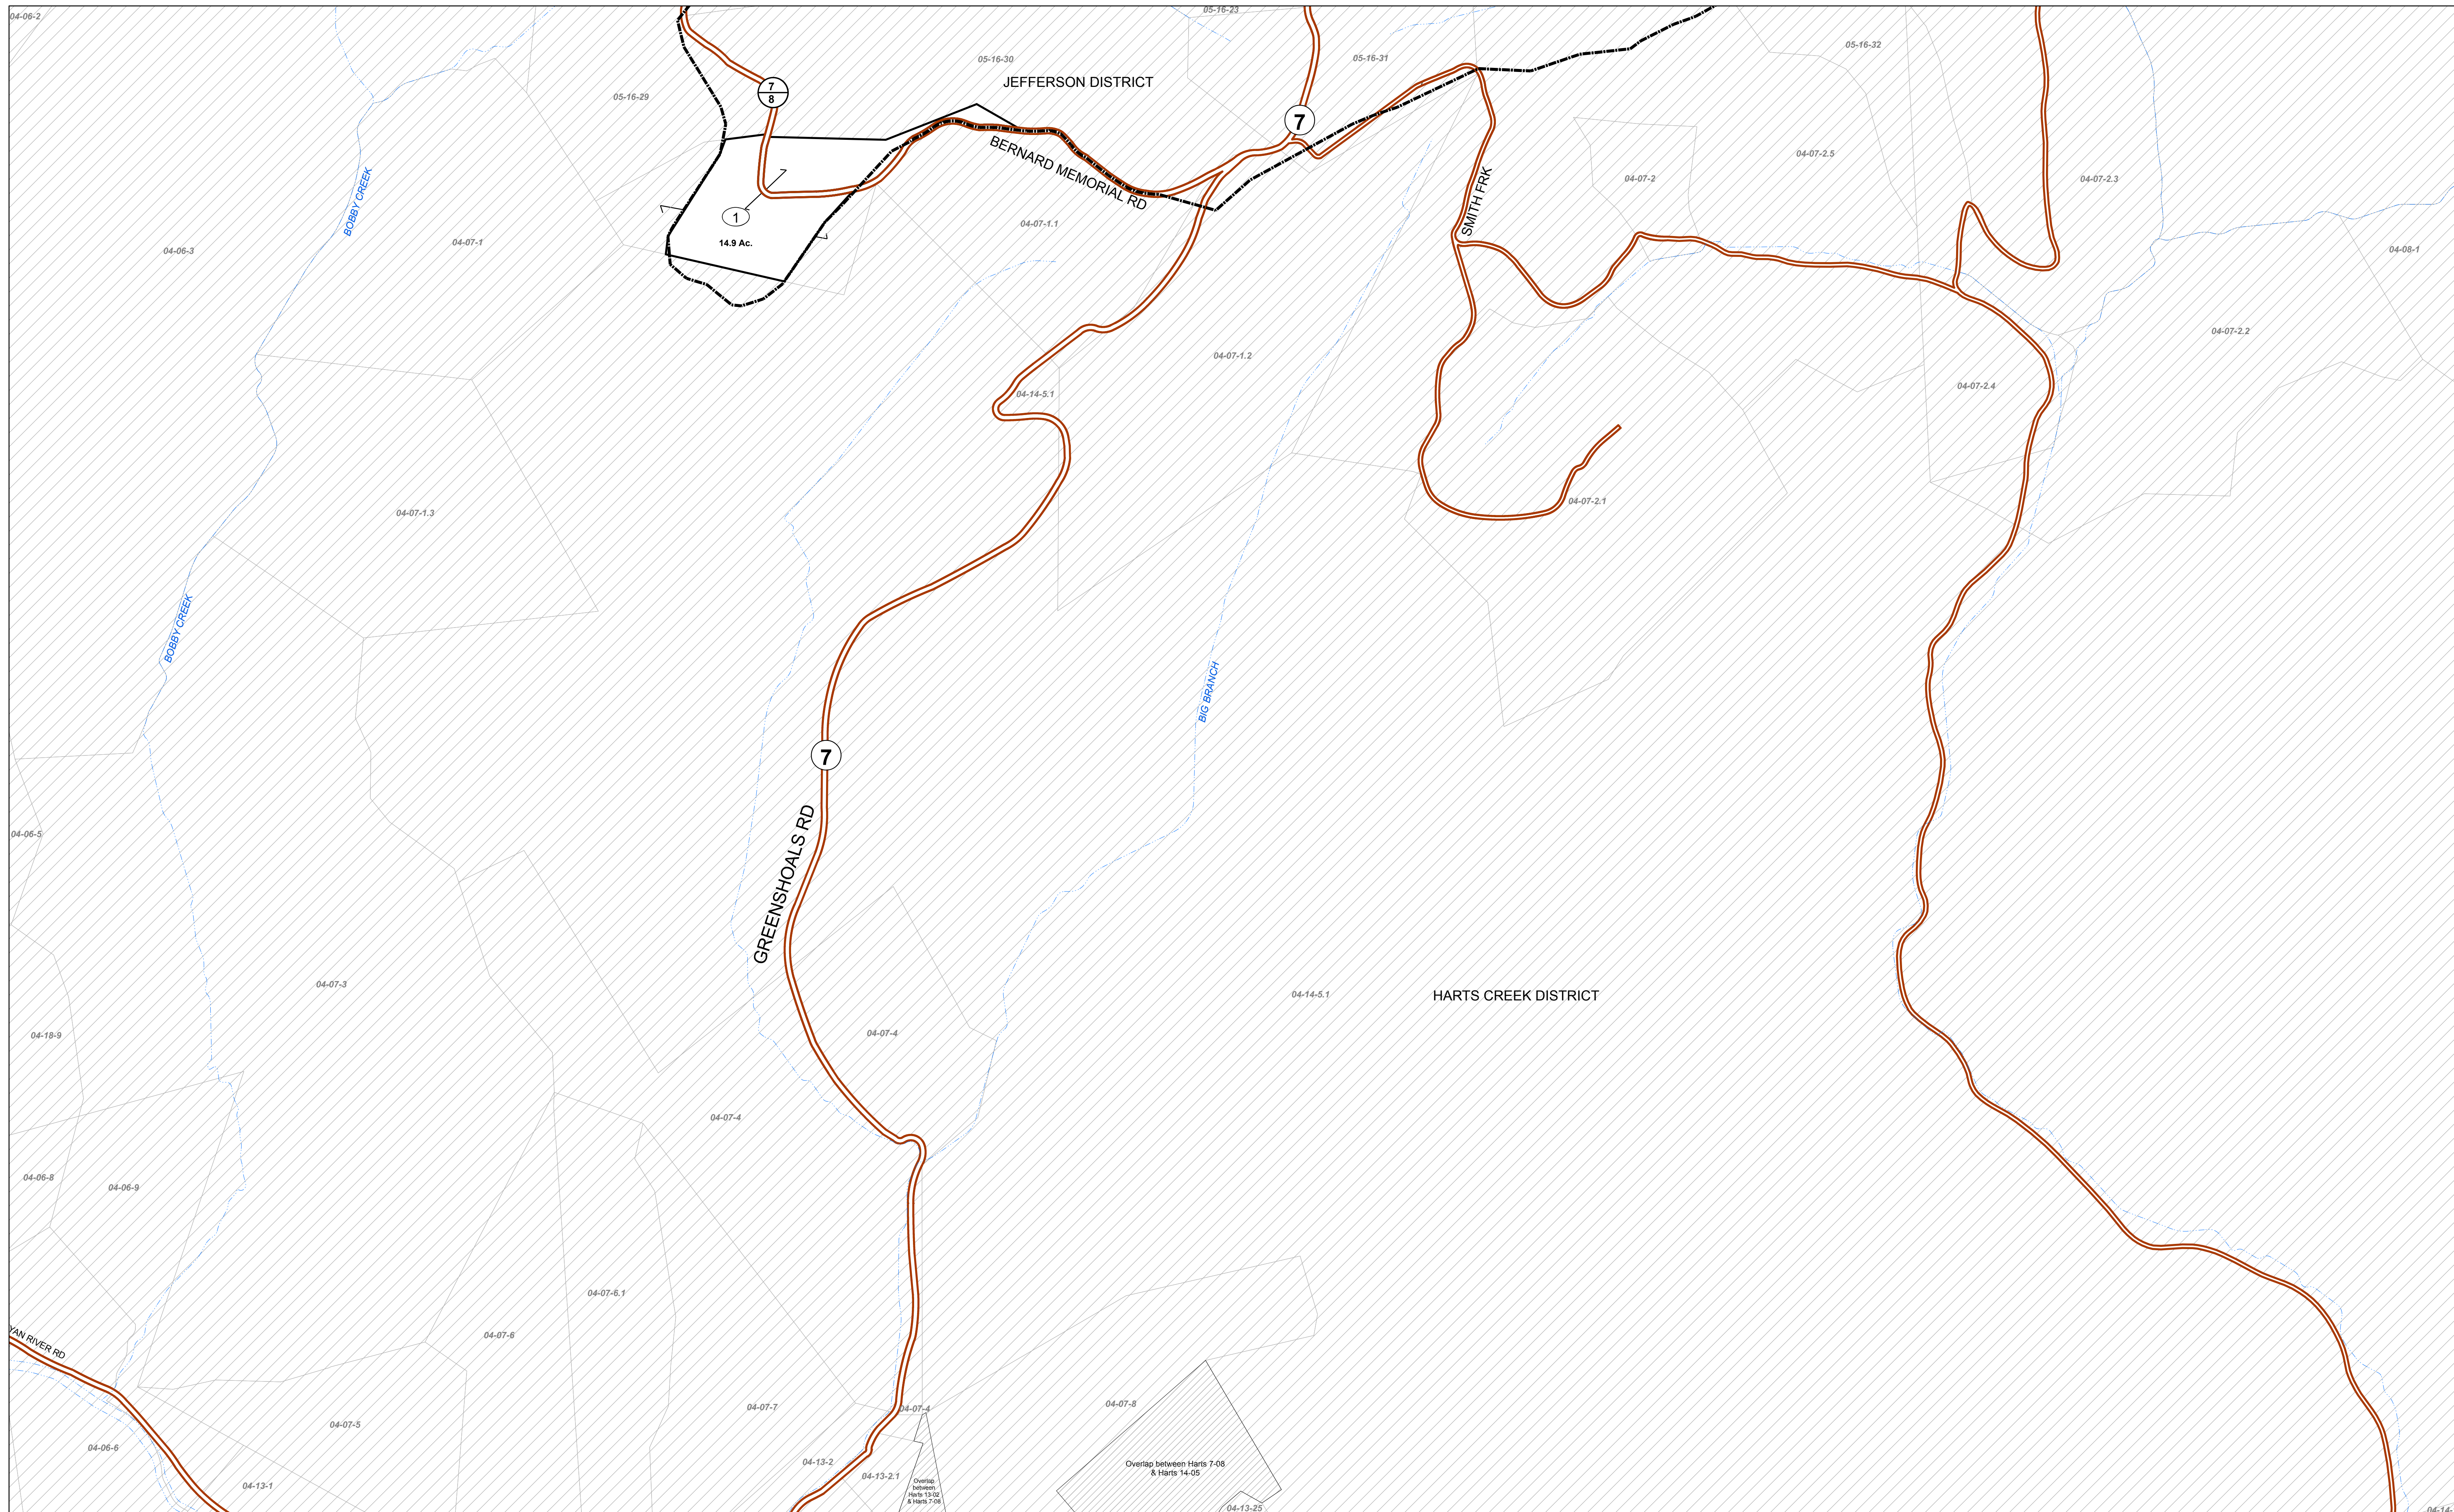 04-06-2
05-16-23
05-16-32
05-16-30
05-16-31
JEFFERSON DISTRICT
7
8
05-16-29
7
BERNARD MEMORIAL RD
04-07-2.5
04-07-2
04-07-2.3
SMITH FRK
BOBBY CREEK
1
14.9 Ac.
04-07-1.1
04-07-1
04-06-3
04-08-1
04-07-2.2
04-07-1.2
04-07-2.4
04-14-5.1
04-07-2.1
04-07-1.3
BOBBY CREEK
BIG BRANCH
7
04-06-5
GREENSHOALS RD
04-07-3
04-14-5.1
HARTS CREEK DISTRICT
04-18-9
04-07-4
04-07-4
04-06-8
04-06-9
04-07-6.1
04-07-6
YAN RIVER RD
04-07-7
04-07-4
04-07-8
04-07-5
04-06-6
04-13-2
04-13-2.1
Overlap between Harts 7-08
& Harts 14-05
04-13-1
Overlap
between
Harts 13-02
& Harts 7-08
04-13-25
04-14-